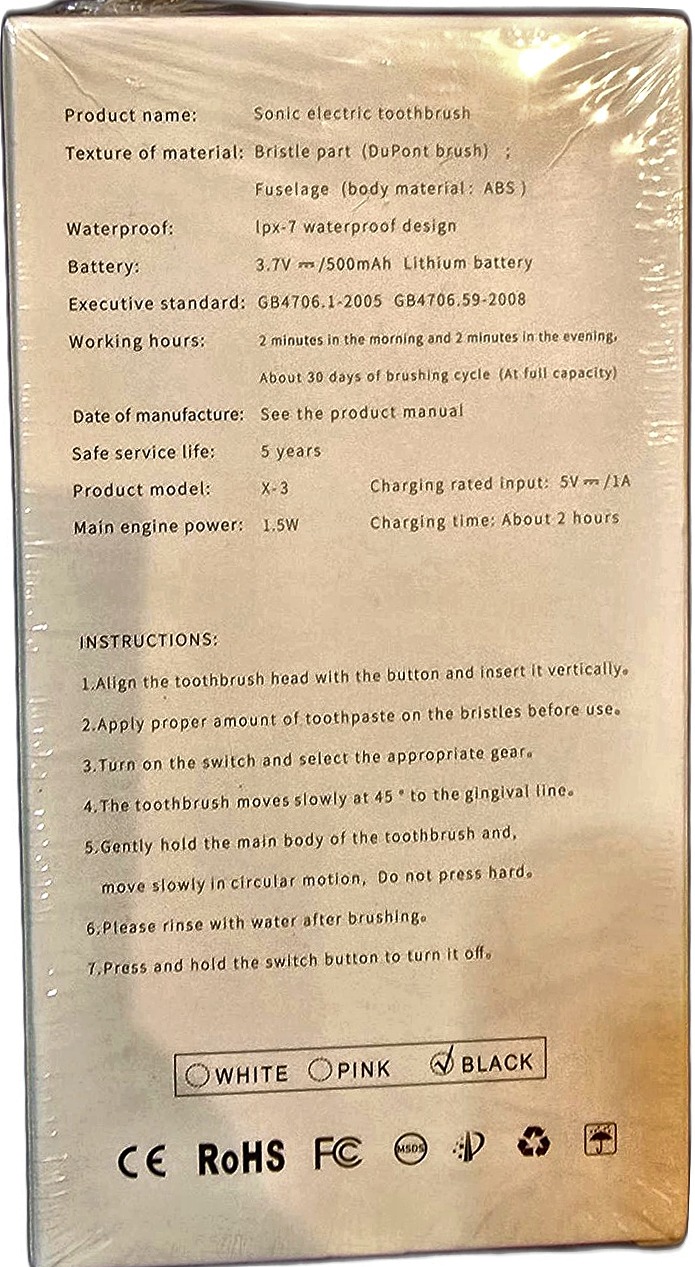 Product name: Sonic electric toothbrush
Texture of material: Bristle part (DuPont brush) ;
Fuselage (body material: ABS )
Waterproof: Ipx-7 waterproof design
Battery: 3.7V ⎓/500mAh Lithium battery
Executive standard: GB4706.1-2005 GB4706.59-2008
Working hours: 2 minutes in the morning and 2 minutes in the evening,
About 30 days of brushing cycle (At full capacity)
Date of manufacture: See the product manual
Safe service life: 5 years
Product model: X-3 Charging rated input: 5V⎓/1A
Main engine power: 1.5W Charging time: About 2 hours
INSTRUCTIONS:
1.Align the toothbrush head with the button and insert it vertically。
2.Apply proper amount of toothpaste on the bristles before use。
3.Turn on the switch and select the appropriate gear。
4.The toothbrush moves slowly at 45 ° to the gingival line。
5.Gently hold the main body of the toothbrush and,
move slowly in circular motion, Do not press hard。
6.Please rinse with water after brushing。
7.Press and hold the switch button to turn it off。
WHITE PINK BLACK
CE RoHS FC MSDS